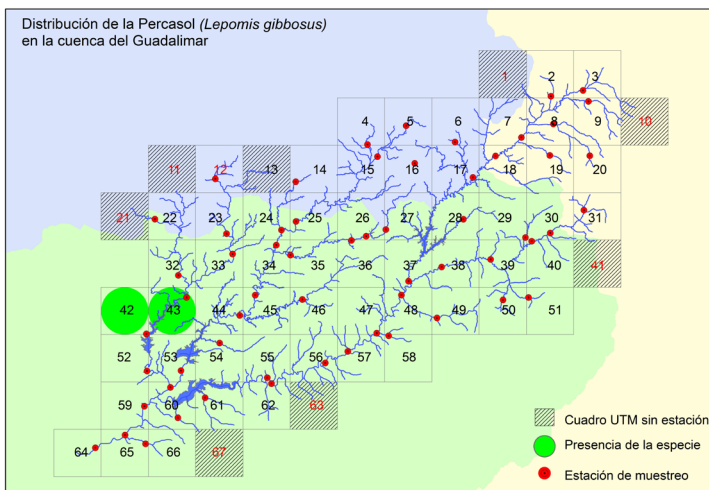 Distribución de la Percasol (Lepomis gibbosus)
en la cuenca del Guadalimar
1 2 3
4 5 6 7 8 9 10
11 12 13 14 15 16 17 18 19 20
21 22 23 24 25 26 27 28 29 30 31
32 33 34 35 36 37 38 39 40 41
42 43 44 45 46 47 48 49 50 51
52 53 54 55 56 57 58
59 60 61 62 63
64 65 66 67
Cuadro UTM sin estación
Presencia de la especie
Estación de muestreo